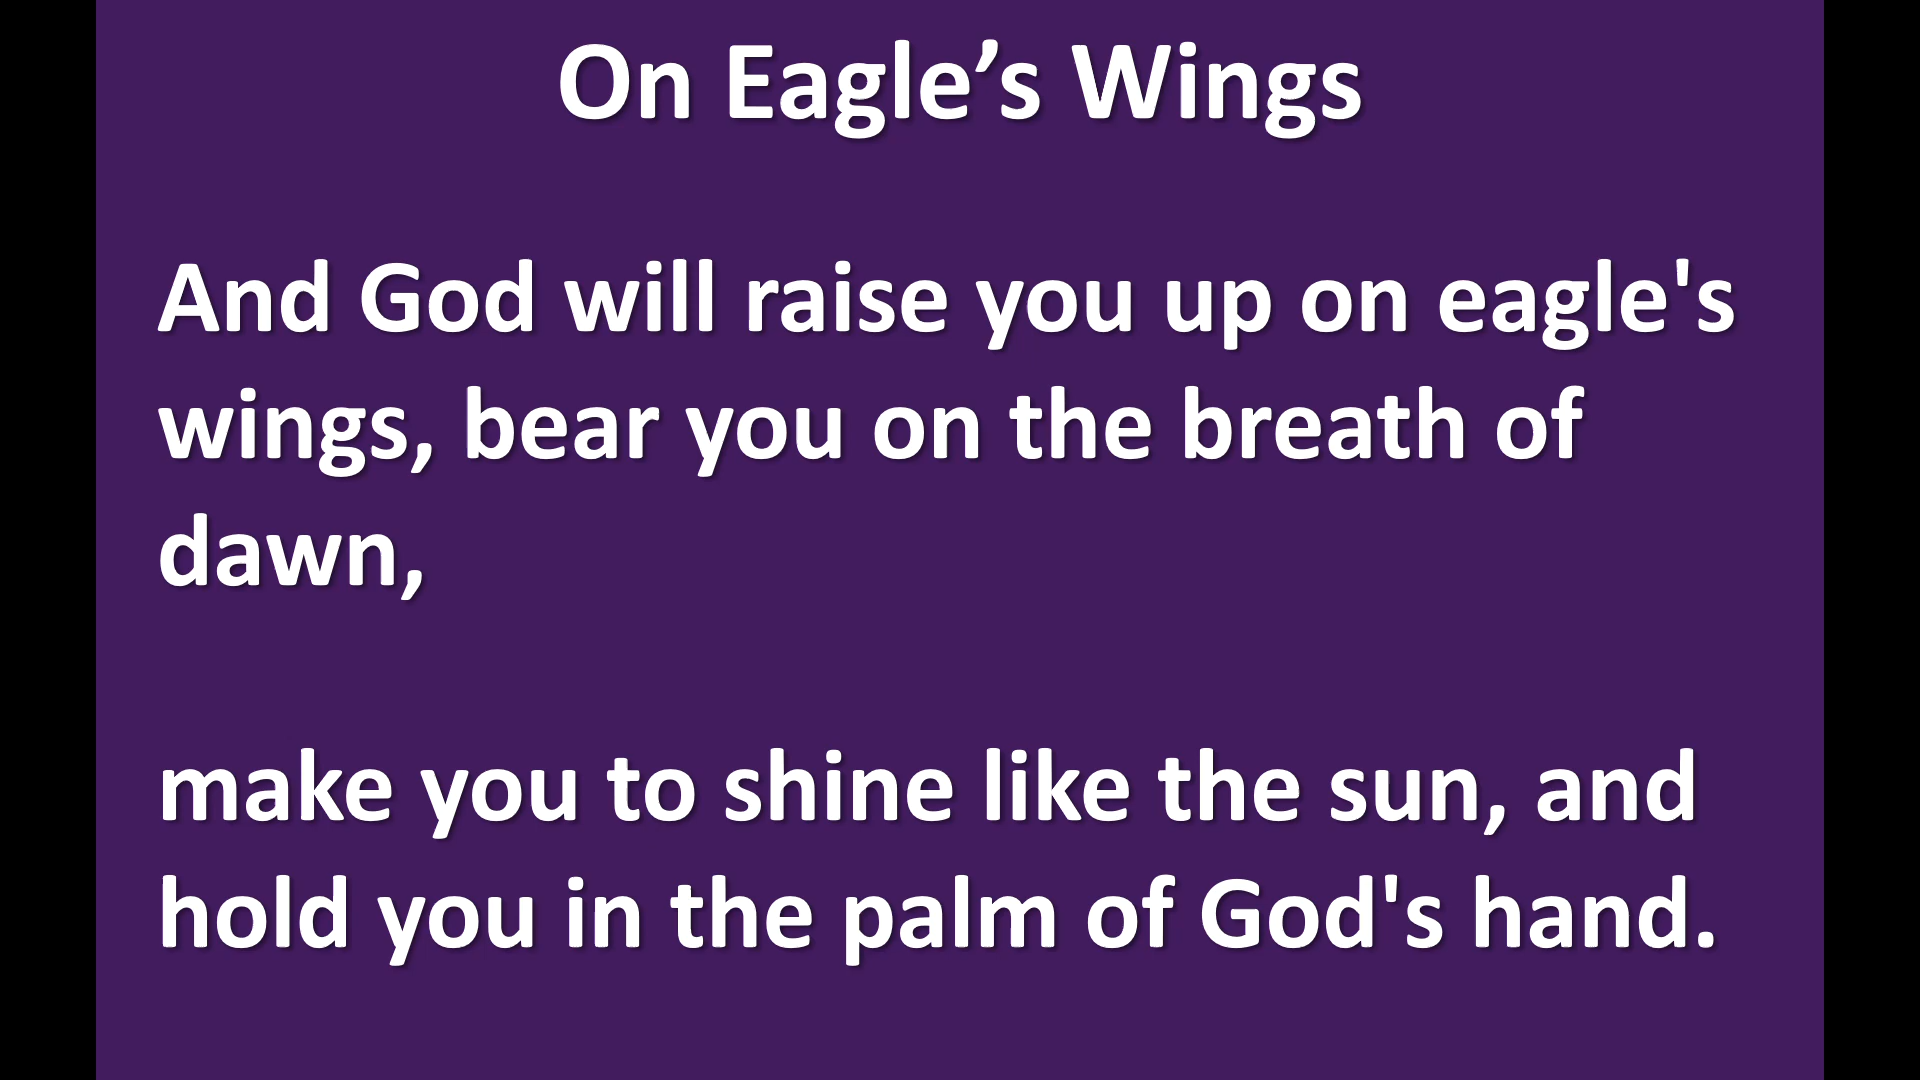 On Eagle’s Wings
And God will raise you up on eagle's
wings, bear you on the breath of
dawn,
make you to shine like the sun, and
hold you in the palm of God's hand.